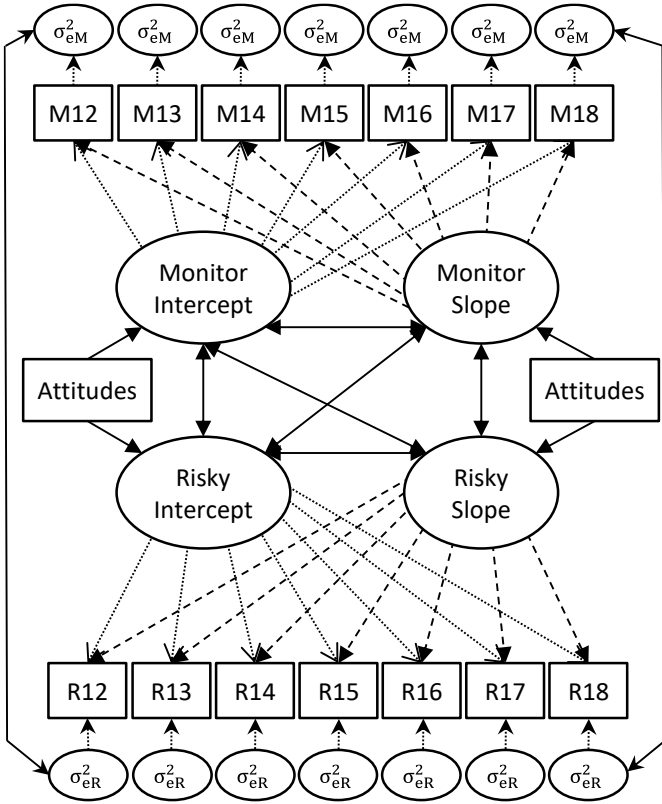 σ²eM σ²eM σ²eM σ²eM σ²eM σ²eM σ²eM
M12 M13 M14 M15 M16 M17 M18
Monitor Intercept
Monitor Slope
Attitudes
Attitudes
Risky Intercept
Risky Slope
R12 R13 R14 R15 R16 R17 R18
σ²eR σ²eR σ²eR σ²eR σ²eR σ²eR σ²eR